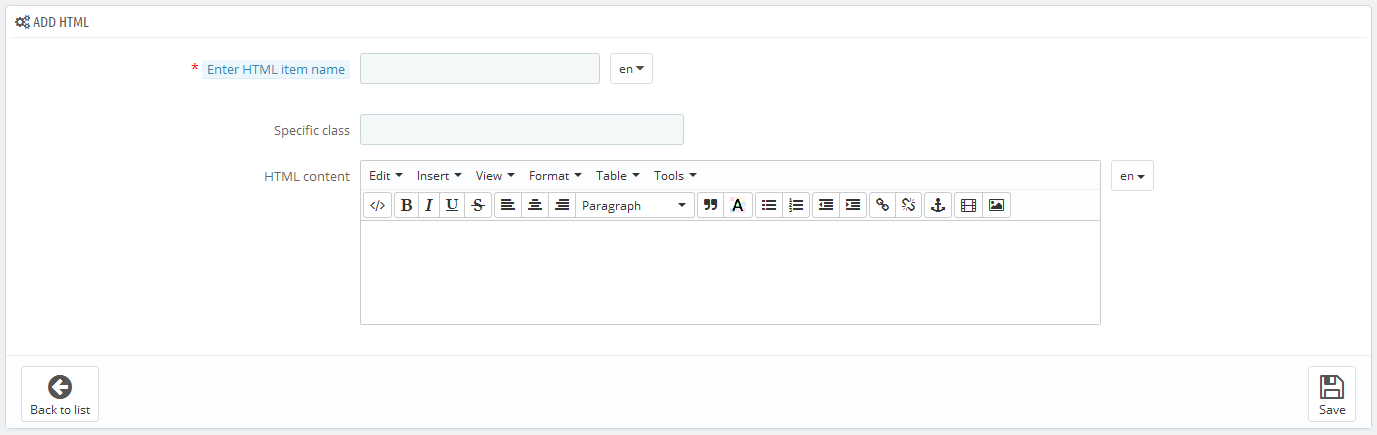 ADD HTML
* Enter HTML item name en
Specific class
HTML content Edit Insert View Format Table Tools en
</> B I U S Paragraph A
Back to list Save